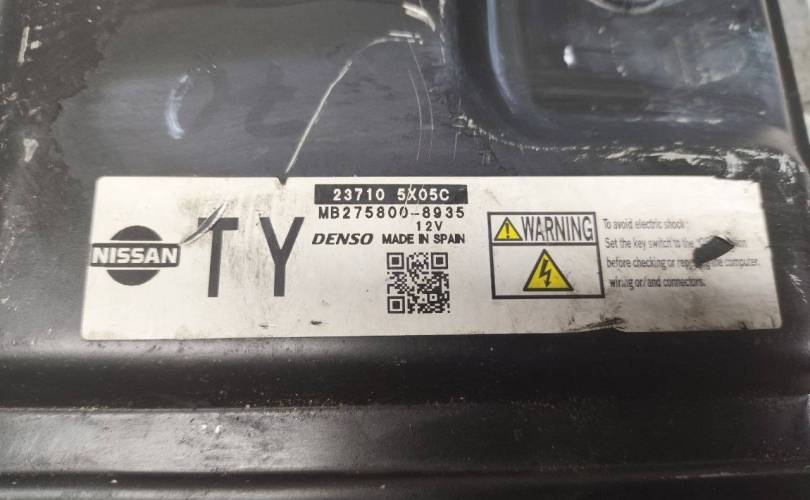 23710 5X05C
MB275800-8935
12V
DENSO MADE IN SPAIN
NISSAN
TY
WARNING
To avoid electric shock:
Set the key switch to the
before checking or the computer,
wiring or/and connectors.